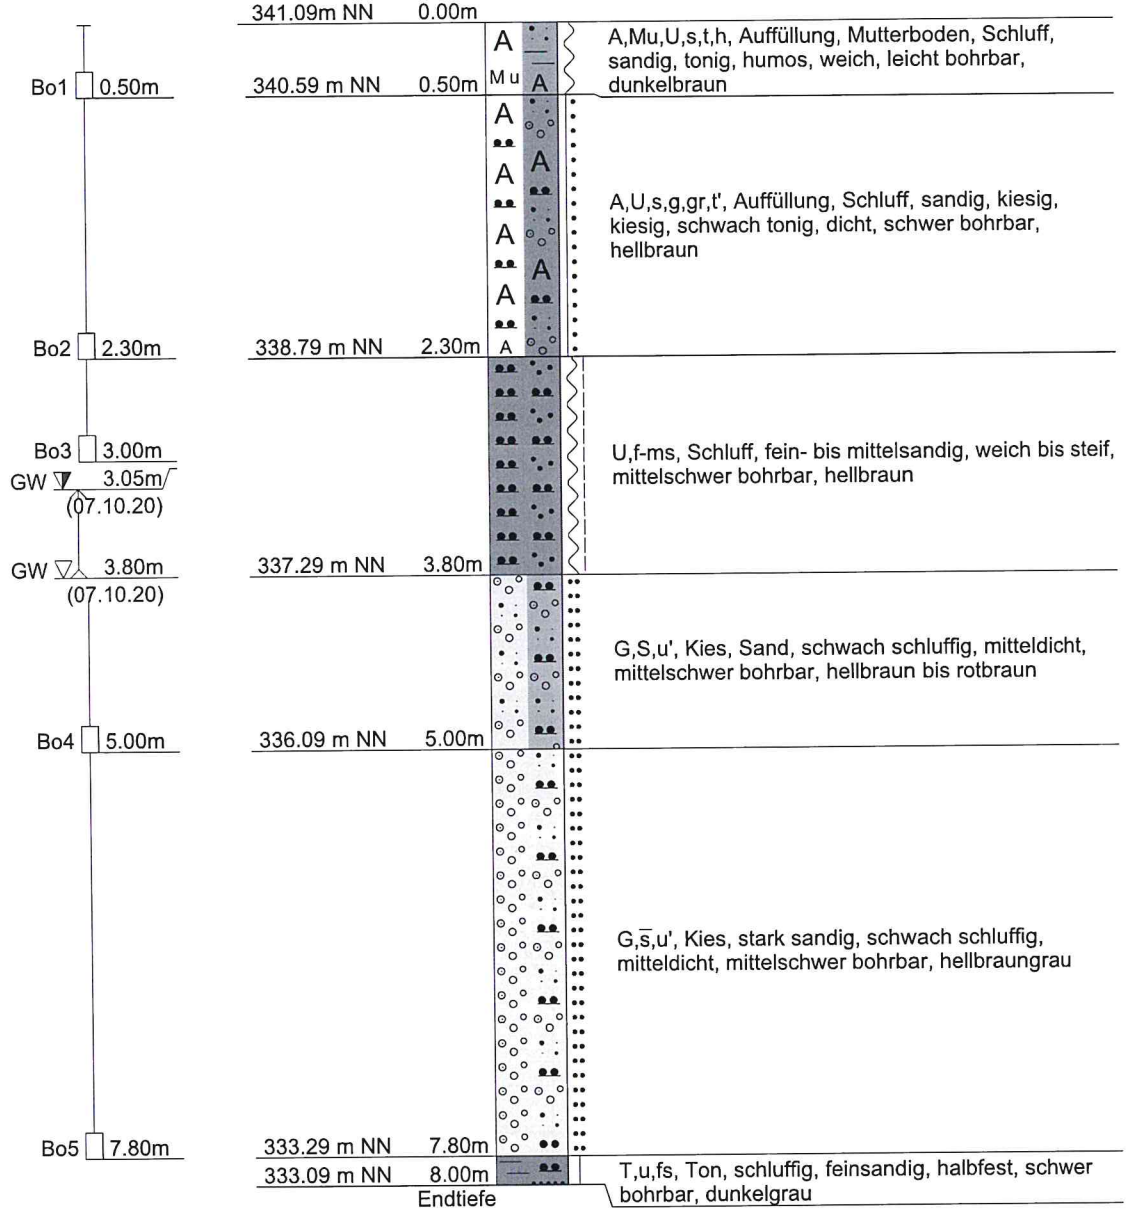 341.09m NN 0.00m
A
Mu
A
A,Mu,U,s,t,h, Auffüllung, Mutterboden, Schluff,
sandig, tonig, humos, weich, leicht bohrbar,
dunkelbraun
Bo1 0.50m
340.59 m NN 0.50m
A
A
A
A
A
A
A
A,U,s,g,gr,t', Auffüllung, Schluff, sandig, kiesig,
kiesig, schwach tonig, dicht, schwer bohrbar,
hellbraun
Bo2 2.30m
338.79 m NN 2.30m
Bo3 3.00m
GW 3.05m
(07.10.20)
U,f-ms, Schluff, fein- bis mittelsandig, weich bis steif,
mittelschwer bohrbar, hellbraun
GW 3.80m
(07.10.20)
337.29 m NN 3.80m
G,S,u', Kies, Sand, schwach schluffig, mitteldicht,
mittelschwer bohrbar, hellbraun bis rotbraun
Bo4 5.00m
336.09 m NN 5.00m
G,s̅,u', Kies, stark sandig, schwach schluffig,
mitteldicht, mittelschwer bohrbar, hellbraungrau
Bo5 7.80m
333.29 m NN 7.80m
333.09 m NN 8.00m
Endtiefe
T,u,fs, Ton, schluffig, feinsandig, halbfest, schwer
bohrbar, dunkelgrau